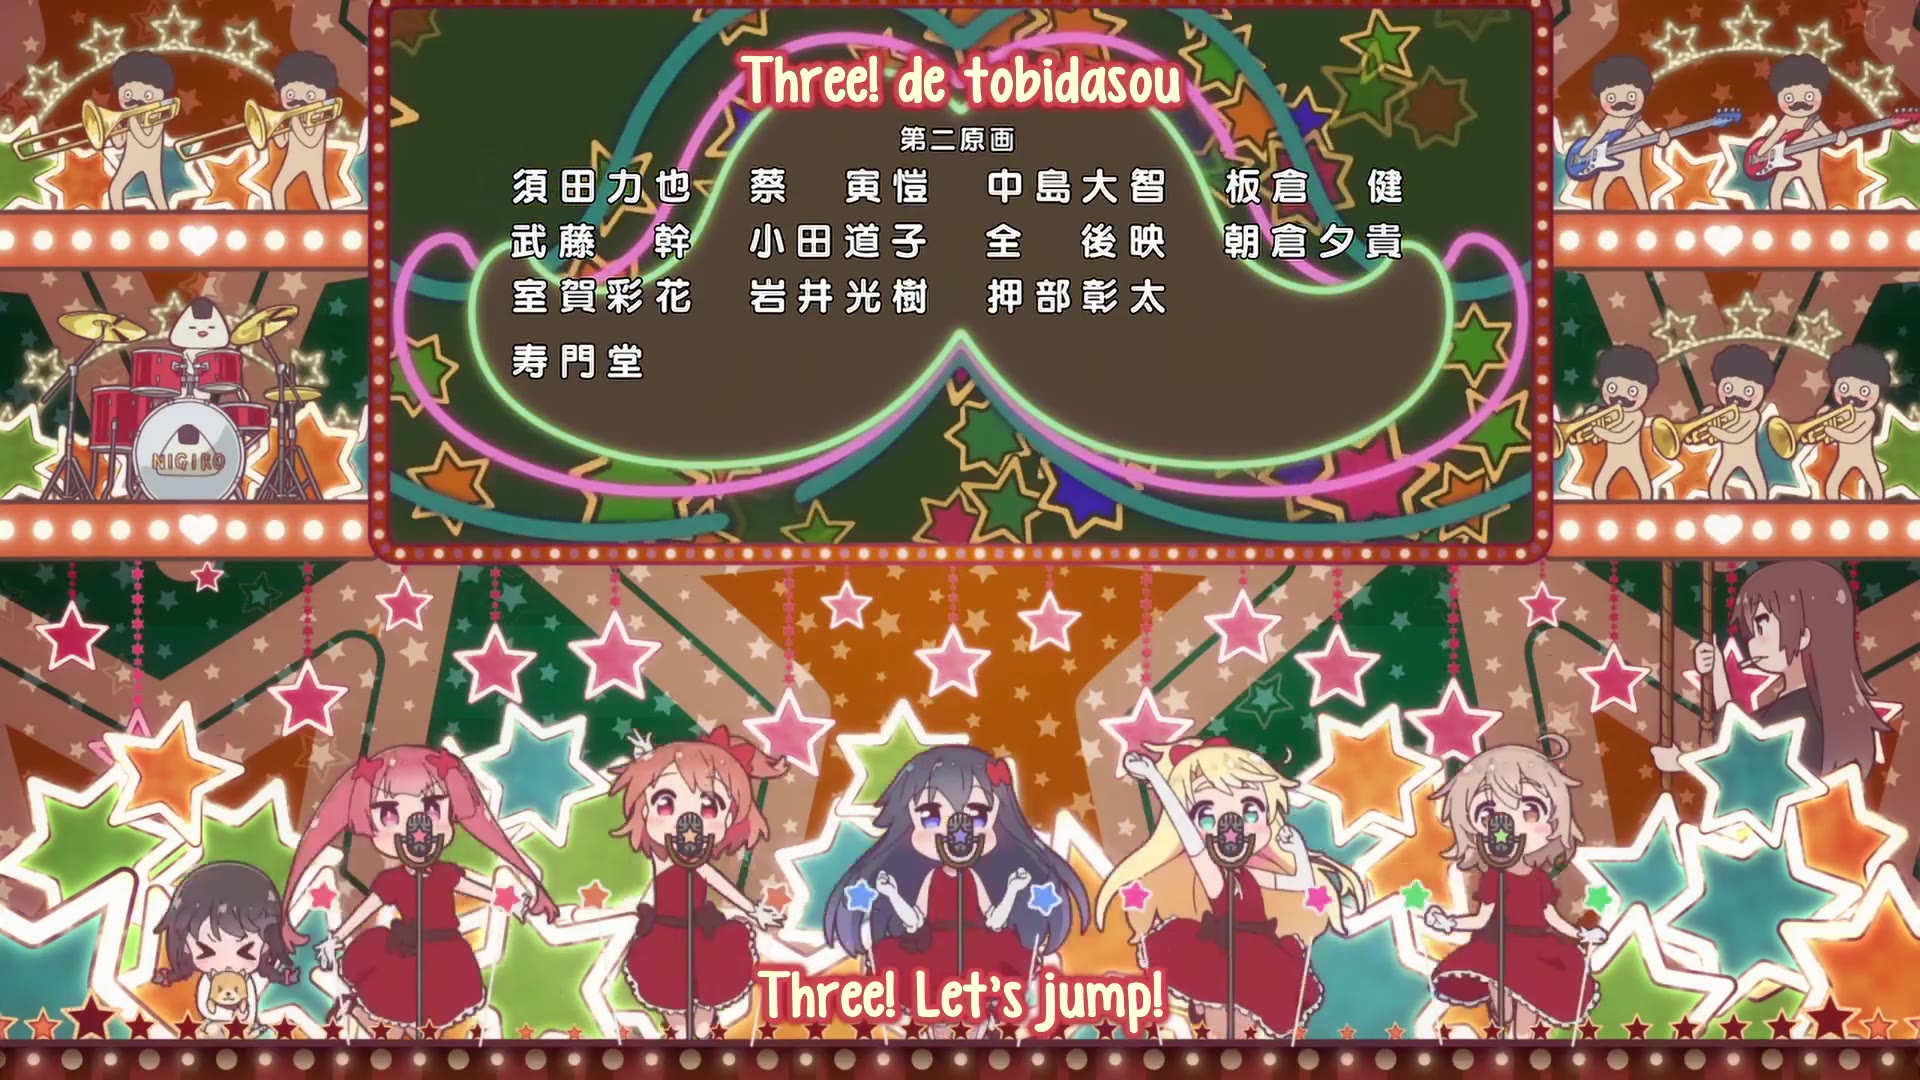 Three! de tobidasou
第二原画
須田力也　蔡　寅愷　中島大智　板倉　健
武藤　幹　小田道子　全　後映　朝倉夕貴
室賀彩花　岩井光樹　押部彰太
寿門堂
NIGIRO
Three! Let's jump!